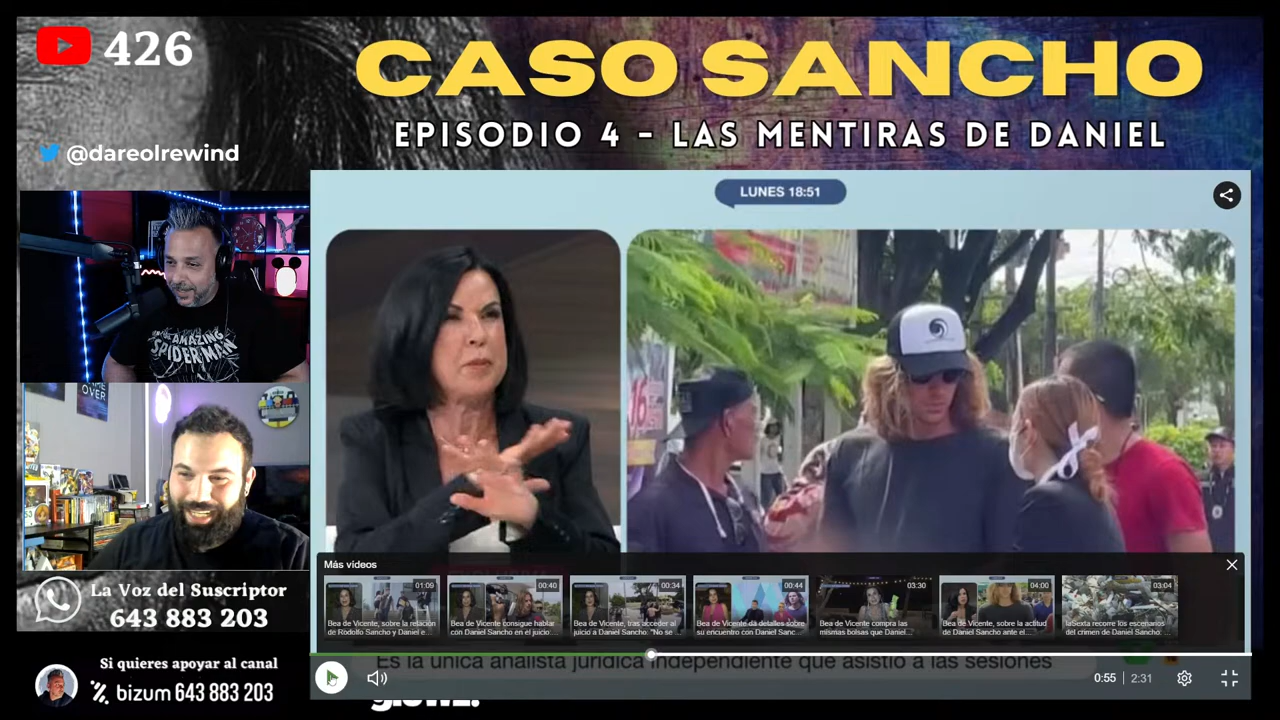 426
CASO SANCHO
EPISODIO 4 - LAS MENTIRAS DE DANIEL
@dareolrewind
LUNES 18:51
AMAZING
SPIDER-MAN
OVER
La Voz del Suscriptor
643 883 203
Si quieres apoyar al canal
bizum 643 883 203
Más vídeos
01:09
00:40
00:34
00:44
03:30
04:00
03:04
Bea de Vicente, sobre la relación
de Rodolfo Sancho y Daniel e...
Bea de Vicente consigue hablar
con Daniel Sancho en el juicio...
Bea de Vicente, tras acceder al
juicio a Daniel Sancho: "No se
Bea de Vicente da detalles sobre
su encuentro con Daniel Sanc...
Bea de Vicente compra las
mismas bolsas que Daniel...
Bea de Vicente, sobre la actitud
de Daniel Sancho ante el...
laSexta recorre los escenarios
del crimen de Daniel Sancho: ...
Es la única analista jurídica independiente que asistió a las sesiones
0:55 | 2:31